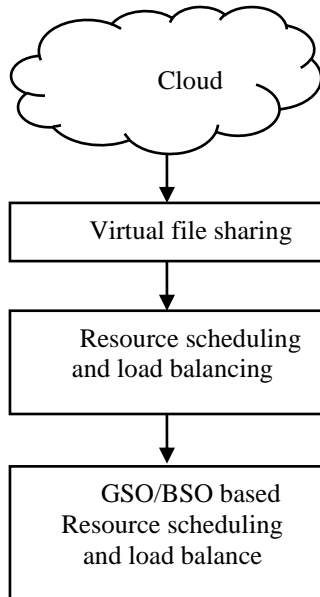 Cloud
Virtual file sharing
Resource scheduling
and load balancing
GSO/BSO based
Resource scheduling
and load balance